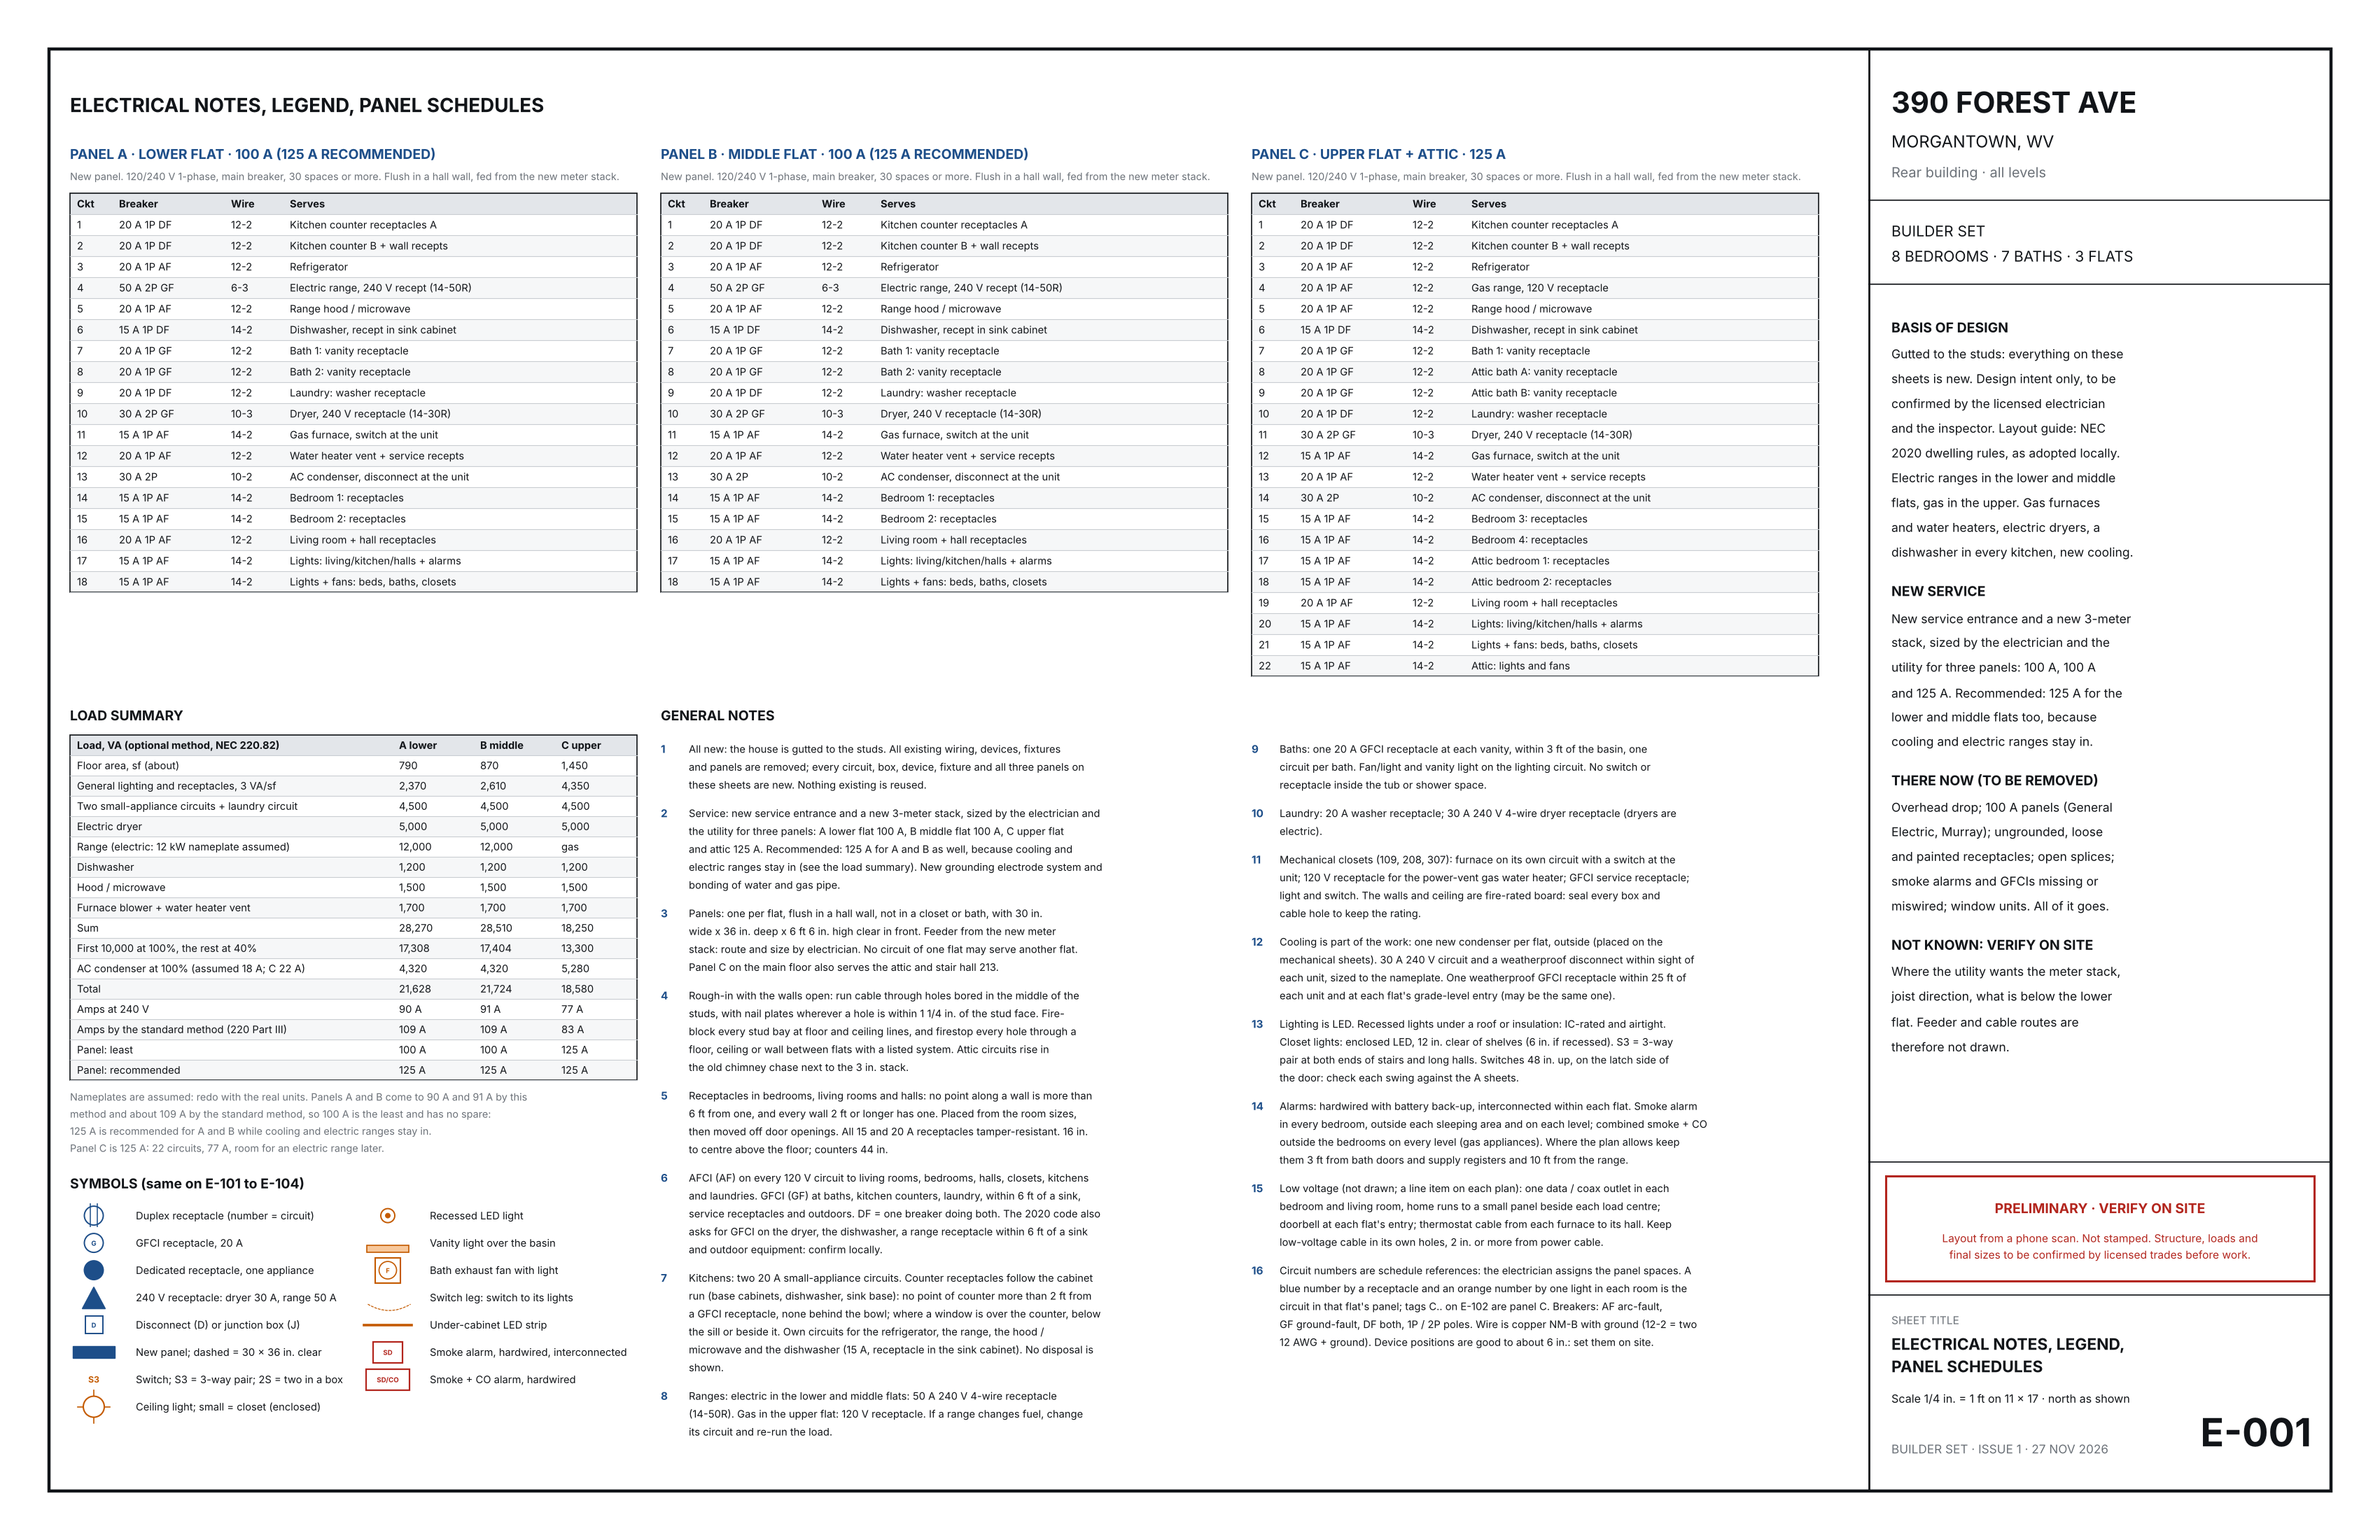 ELECTRICAL NOTES, LEGEND, PANEL SCHEDULES
PANEL A · LOWER FLAT · 100 A (125 A RECOMMENDED)
New panel. 120/240 V 1-phase, main breaker, 30 spaces or more. Flush in a hall wall, fed from the new meter stack.
Ckt Breaker Wire Serves
1 20 A 1P DF 12-2 Kitchen counter receptacles A
2 20 A 1P DF 12-2 Kitchen counter B + wall recepts
3 20 A 1P AF 12-2 Refrigerator
4 50 A 2P GF 6-3 Electric range, 240 V recept (14-50R)
5 20 A 1P AF 12-2 Range hood / microwave
6 15 A 1P DF 14-2 Dishwasher, recept in sink cabinet
7 20 A 1P GF 12-2 Bath 1: vanity receptacle
8 20 A 1P GF 12-2 Bath 2: vanity receptacle
9 20 A 1P DF 12-2 Laundry: washer receptacle
10 30 A 2P GF 10-3 Dryer, 240 V receptacle (14-30R)
11 15 A 1P AF 14-2 Gas furnace, switch at the unit
12 20 A 1P AF 12-2 Water heater vent + service recepts
13 30 A 2P 10-2 AC condenser, disconnect at the unit
14 15 A 1P AF 14-2 Bedroom 1: receptacles
15 15 A 1P AF 14-2 Bedroom 2: receptacles
16 20 A 1P AF 12-2 Living room + hall receptacles
17 15 A 1P AF 14-2 Lights: living/kitchen/halls + alarms
18 15 A 1P AF 14-2 Lights + fans: beds, baths, closets
PANEL B · MIDDLE FLAT · 100 A (125 A RECOMMENDED)
New panel. 120/240 V 1-phase, main breaker, 30 spaces or more. Flush in a hall wall, fed from the new meter stack.
Ckt Breaker Wire Serves
1 20 A 1P DF 12-2 Kitchen counter receptacles A
2 20 A 1P DF 12-2 Kitchen counter B + wall recepts
3 20 A 1P AF 12-2 Refrigerator
4 50 A 2P GF 6-3 Electric range, 240 V recept (14-50R)
5 20 A 1P AF 12-2 Range hood / microwave
6 15 A 1P DF 14-2 Dishwasher, recept in sink cabinet
7 20 A 1P GF 12-2 Bath 1: vanity receptacle
8 20 A 1P GF 12-2 Bath 2: vanity receptacle
9 20 A 1P DF 12-2 Laundry: washer receptacle
10 30 A 2P GF 10-3 Dryer, 240 V receptacle (14-30R)
11 15 A 1P AF 14-2 Gas furnace, switch at the unit
12 20 A 1P AF 12-2 Water heater vent + service recepts
13 30 A 2P 10-2 AC condenser, disconnect at the unit
14 15 A 1P AF 14-2 Bedroom 1: receptacles
15 15 A 1P AF 14-2 Bedroom 2: receptacles
16 20 A 1P AF 12-2 Living room + hall receptacles
17 15 A 1P AF 14-2 Lights: living/kitchen/halls + alarms
18 15 A 1P AF 14-2 Lights + fans: beds, baths, closets
PANEL C · UPPER FLAT + ATTIC · 125 A
New panel. 120/240 V 1-phase, main breaker, 30 spaces or more. Flush in a hall wall, fed from the new meter stack.
Ckt Breaker Wire Serves
1 20 A 1P DF 12-2 Kitchen counter receptacles A
2 20 A 1P DF 12-2 Kitchen counter B + wall recepts
3 20 A 1P AF 12-2 Refrigerator
4 20 A 1P AF 12-2 Gas range, 120 V receptacle
5 20 A 1P AF 12-2 Range hood / microwave
6 15 A 1P DF 14-2 Dishwasher, recept in sink cabinet
7 20 A 1P GF 12-2 Bath 1: vanity receptacle
8 20 A 1P GF 12-2 Attic bath A: vanity receptacle
9 20 A 1P GF 12-2 Attic bath B: vanity receptacle
10 20 A 1P DF 12-2 Laundry: washer receptacle
11 30 A 2P GF 10-3 Dryer, 240 V receptacle (14-30R)
12 15 A 1P AF 14-2 Gas furnace, switch at the unit
13 20 A 1P AF 12-2 Water heater vent + service recepts
14 30 A 2P 10-2 AC condenser, disconnect at the unit
15 15 A 1P AF 14-2 Bedroom 3: receptacles
16 15 A 1P AF 14-2 Bedroom 4: receptacles
17 15 A 1P AF 14-2 Attic bedroom 1: receptacles
18 15 A 1P AF 14-2 Attic bedroom 2: receptacles
19 20 A 1P AF 12-2 Living room + hall receptacles
20 15 A 1P AF 14-2 Lights: living/kitchen/halls + alarms
21 15 A 1P AF 14-2 Lights + fans: beds, baths, closets
22 15 A 1P AF 14-2 Attic: lights and fans
LOAD SUMMARY
Load, VA (optional method, NEC 220.82) A lower B middle C upper
Floor area, sf (about) 790 870 1,450
General lighting and receptacles, 3 VA/sf 2,370 2,610 4,350
Two small-appliance circuits + laundry circuit 4,500 4,500 4,500
Electric dryer 5,000 5,000 5,000
Range (electric: 12 kW nameplate assumed) 12,000 12,000 gas
Dishwasher 1,200 1,200 1,200
Hood / microwave 1,500 1,500 1,500
Furnace blower + water heater vent 1,700 1,700 1,700
Sum 28,270 28,510 18,250
First 10,000 at 100%, the rest at 40% 17,308 17,404 13,300
AC condenser at 100% (assumed 18 A; C 22 A) 4,320 4,320 5,280
Total 21,628 21,724 18,580
Amps at 240 V 90 A 91 A 77 A
Amps by the standard method (220 Part III) 109 A 109 A 83 A
Panel: least 100 A 100 A 125 A
Panel: recommended 125 A 125 A 125 A
Nameplates are assumed: redo with the real units. Panels A and B come to 90 A and 91 A by this
method and about 109 A by the standard method, so 100 A is the least and has no spare:
125 A is recommended for A and B while cooling and electric ranges stay in.
Panel C is 125 A: 22 circuits, 77 A, room for an electric range later.
SYMBOLS (same on E-101 to E-104)
Duplex receptacle (number = circuit)
G GFCI receptacle, 20 A
Dedicated receptacle, one appliance
240 V receptacle: dryer 30 A, range 50 A
D Disconnect (D) or junction box (J)
New panel; dashed = 30 × 36 in. clear
S3 Switch; S3 = 3-way pair; 2S = two in a box
Ceiling light; small = closet (enclosed)
Recessed LED light
Vanity light over the basin
F Bath exhaust fan with light
Switch leg: switch to its lights
Under-cabinet LED strip
SD Smoke alarm, hardwired, interconnected
SD/CO Smoke + CO alarm, hardwired
GENERAL NOTES
1 All new: the house is gutted to the studs. All existing wiring, devices, fixtures
and panels are removed; every circuit, box, device, fixture and all three panels on
these sheets are new. Nothing existing is reused.
2 Service: new service entrance and a new 3-meter stack, sized by the electrician and
the utility for three panels: A lower flat 100 A, B middle flat 100 A, C upper flat
and attic 125 A. Recommended: 125 A for A and B as well, because cooling and
electric ranges stay in (see the load summary). New grounding electrode system and
bonding of water and gas pipe.
3 Panels: one per flat, flush in a hall wall, not in a closet or bath, with 30 in.
wide x 36 in. deep x 6 ft 6 in. high clear in front. Feeder from the new meter
stack: route and size by electrician. No circuit of one flat may serve another flat.
Panel C on the main floor also serves the attic and stair hall 213.
4 Rough-in with the walls open: run cable through holes bored in the middle of the
studs, with nail plates wherever a hole is within 1 1/4 in. of the stud face. Fire-
block every stud bay at floor and ceiling lines, and firestop every hole through a
floor, ceiling or wall between flats with a listed system. Attic circuits rise in
the old chimney chase next to the 3 in. stack.
5 Receptacles in bedrooms, living rooms and halls: no point along a wall is more than
6 ft from one, and every wall 2 ft or longer has one. Placed from the room sizes,
then moved off door openings. All 15 and 20 A receptacles tamper-resistant. 16 in.
to centre above the floor; counters 44 in.
6 AFCI (AF) on every 120 V circuit to living rooms, bedrooms, halls, closets, kitchens
and laundries. GFCI (GF) at baths, kitchen counters, laundry, within 6 ft of a sink,
service receptacles and outdoors. DF = one breaker doing both. The 2020 code also
asks for GFCI on the dryer, the dishwasher, a range receptacle within 6 ft of a sink
and outdoor equipment: confirm locally.
7 Kitchens: two 20 A small-appliance circuits. Counter receptacles follow the cabinet
run (base cabinets, dishwasher, sink base): no point of counter more than 2 ft from
a GFCI receptacle, none behind the bowl; where a window is over the counter, below
the sill or beside it. Own circuits for the refrigerator, the range, the hood /
microwave and the dishwasher (15 A, receptacle in the sink cabinet). No disposal is
shown.
8 Ranges: electric in the lower and middle flats: 50 A 240 V 4-wire receptacle
(14-50R). Gas in the upper flat: 120 V receptacle. If a range changes fuel, change
its circuit and re-run the load.
9 Baths: one 20 A GFCI receptacle at each vanity, within 3 ft of the basin, one
circuit per bath. Fan/light and vanity light on the lighting circuit. No switch or
receptacle inside the tub or shower space.
10 Laundry: 20 A washer receptacle; 30 A 240 V 4-wire dryer receptacle (dryers are
electric).
11 Mechanical closets (109, 208, 307): furnace on its own circuit with a switch at the
unit; 120 V receptacle for the power-vent gas water heater; GFCI service receptacle;
light and switch. The walls and ceiling are fire-rated board: seal every box and
cable hole to keep the rating.
12 Cooling is part of the work: one new condenser per flat, outside (placed on the
mechanical sheets). 30 A 240 V circuit and a weatherproof disconnect within sight of
each unit, sized to the nameplate. One weatherproof GFCI receptacle within 25 ft of
each unit and at each flat's grade-level entry (may be the same one).
13 Lighting is LED. Recessed lights under a roof or insulation: IC-rated and airtight.
Closet lights: enclosed LED, 12 in. clear of shelves (6 in. if recessed). S3 = 3-way
pair at both ends of stairs and long halls. Switches 48 in. up, on the latch side of
the door: check each swing against the A sheets.
14 Alarms: hardwired with battery back-up, interconnected within each flat. Smoke alarm
in every bedroom, outside each sleeping area and on each level; combined smoke + CO
outside the bedrooms on every level (gas appliances). Where the plan allows keep
them 3 ft from bath doors and supply registers and 10 ft from the range.
15 Low voltage (not drawn; a line item on each plan): one data / coax outlet in each
bedroom and living room, home runs to a small panel beside each load centre;
doorbell at each flat's entry; thermostat cable from each furnace to its hall. Keep
low-voltage cable in its own holes, 2 in. or more from power cable.
16 Circuit numbers are schedule references: the electrician assigns the panel spaces. A
blue number by a receptacle and an orange number by one light in each room is the
circuit in that flat's panel; tags C.. on E-102 are panel C. Breakers: AF arc-fault,
GF ground-fault, DF both, 1P / 2P poles. Wire is copper NM-B with ground (12-2 = two
12 AWG + ground). Device positions are good to about 6 in.: set them on site.
390 FOREST AVE
MORGANTOWN, WV
Rear building · all levels
BUILDER SET
8 BEDROOMS · 7 BATHS · 3 FLATS
BASIS OF DESIGN
Gutted to the studs: everything on these
sheets is new. Design intent only, to be
confirmed by the licensed electrician
and the inspector. Layout guide: NEC
2020 dwelling rules, as adopted locally.
Electric ranges in the lower and middle
flats, gas in the upper. Gas furnaces
and water heaters, electric dryers, a
dishwasher in every kitchen, new cooling.
NEW SERVICE
New service entrance and a new 3-meter
stack, sized by the electrician and the
utility for three panels: 100 A, 100 A
and 125 A. Recommended: 125 A for the
lower and middle flats too, because
cooling and electric ranges stay in.
THERE NOW (TO BE REMOVED)
Overhead drop; 100 A panels (General
Electric, Murray); ungrounded, loose
and painted receptacles; open splices;
smoke alarms and GFCIs missing or
miswired; window units. All of it goes.
NOT KNOWN: VERIFY ON SITE
Where the utility wants the meter stack,
joist direction, what is below the lower
flat. Feeder and cable routes are
therefore not drawn.
PRELIMINARY · VERIFY ON SITE
Layout from a phone scan. Not stamped. Structure, loads and
final sizes to be confirmed by licensed trades before work.
SHEET TITLE
ELECTRICAL NOTES, LEGEND,
PANEL SCHEDULES
Scale 1/4 in. = 1 ft on 11 × 17 · north as shown
BUILDER SET · ISSUE 1 · 27 NOV 2026
E-001